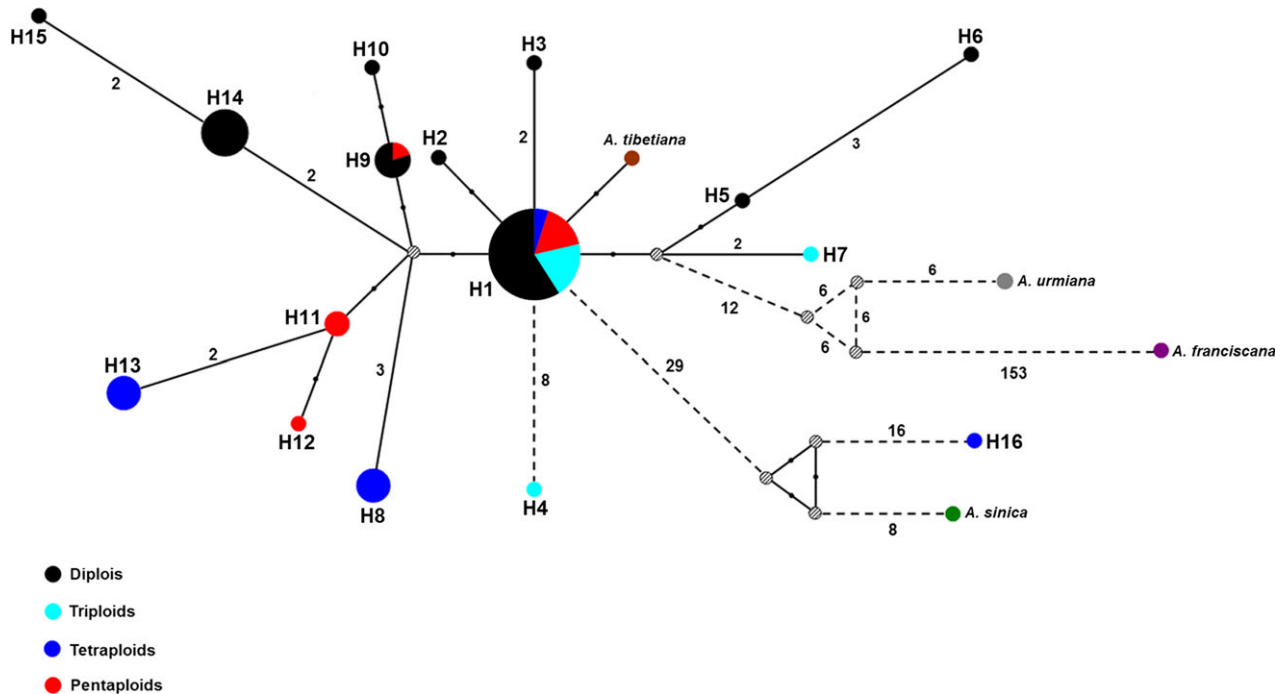 H15
2
H14
2
H10
H9
H2
H3
2
A. tibetiana
H6
3
H5
2
H7
H1
12
6
6
6
6
A. urmiana
A. franciscana
153
H11
2
H13
H12
3
H8
8
H4
29
16
H16
A. sinica
8
Diplois
Triploids
Tetraploids
Pentaploids